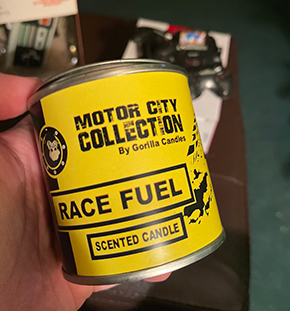 MOTOR CITY
COLLECTION
By Gorilla Candles
RACE FUEL
SCENTED CANDLE